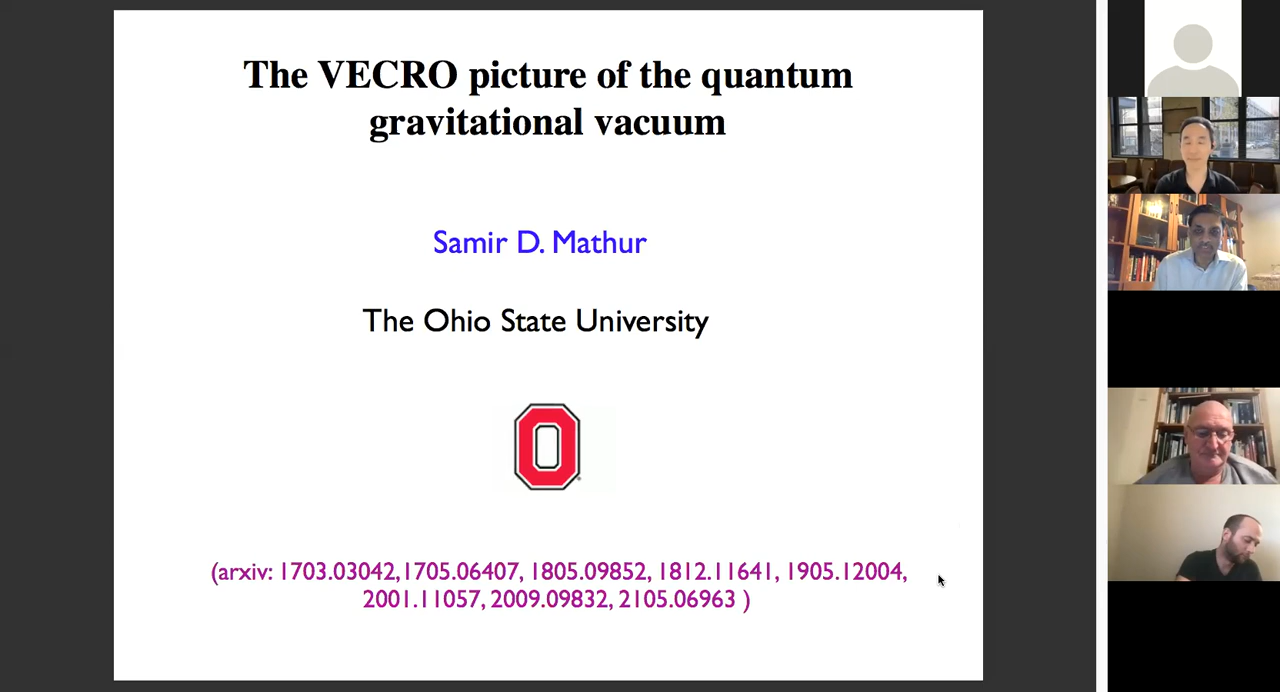 The VECRO picture of the quantum
gravitational vacuum
Samir D. Mathur
The Ohio State University
(arxiv: 1703.03042,1705.06407, 1805.09852, 1812.11641, 1905.12004,
2001.11057, 2009.09832, 2105.06963 )